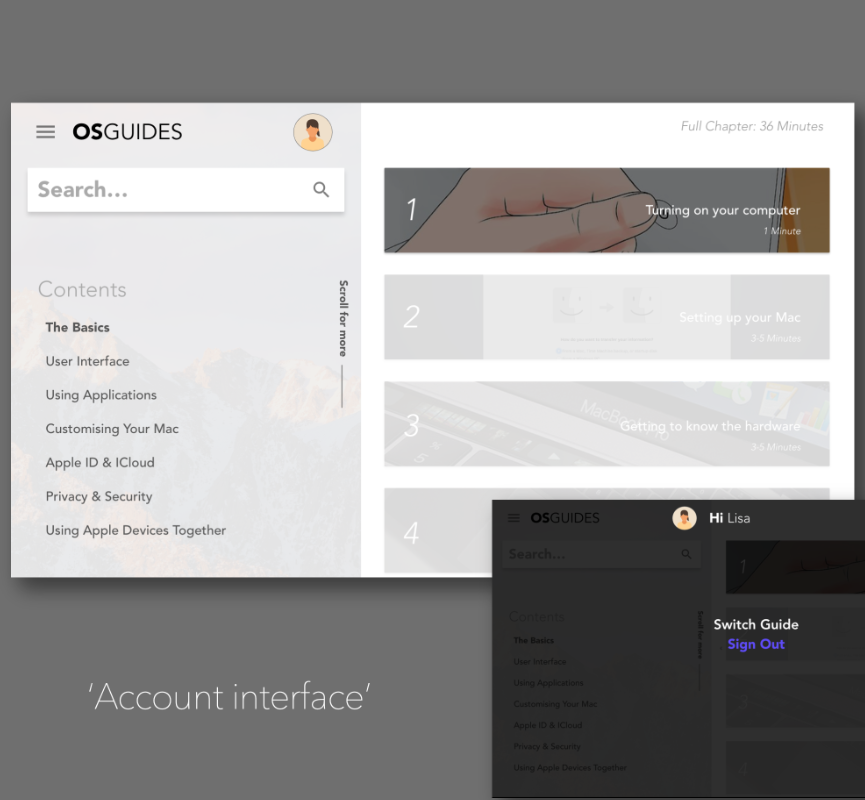 OSGUIDES
Search...
Contents
The Basics
User Interface
Using Applications
Customising Your Mac
Apple ID & ICloud
Privacy & Security
Using Apple Devices Together
Scroll for more
Full Chapter: 36 Minutes
1
Turning on your computer
1 Minute
2
Setting up your Mac
3-5 Minutes
3
MacBook Pro
Getting to know the hardware
3-5 Minutes
4
OSGUIDES
Hi Lisa
Search...
1
Contents
Scroll for more
The Basics
User Interface
Using Applications
Customising Your Mac
Apple ID & ICloud
Privacy & Security
Using Apple Devices Together
Switch Guide
Sign Out
3
4
'Account interface'